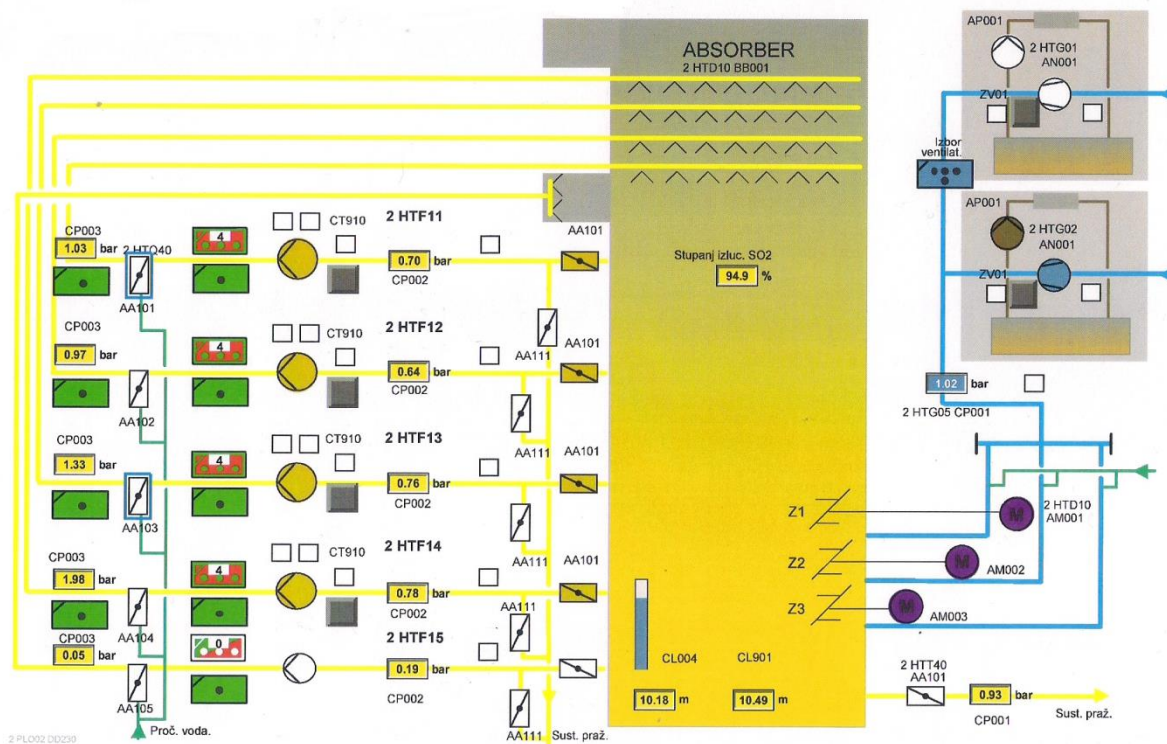 ABSORBER
2 HTD10 BB001
AP001
2 HTG01
AN001
ZV01
Izbor
ventilat.
AP001
2 HTG02
AN001
ZV01
1.02 bar
2 HTG05 CP001
CP003
1.03 bar
2 HTQ40
AA101
4
CT910
2 HTF11
0.70 bar
CP002
AA101
Stupanj izluc. SO2
94.9 %
CP003
0.97 bar
AA102
4
CT910
2 HTF12
0.64 bar
CP002
AA111
AA101
CP003
1.33 bar
AA103
4
CT910
2 HTF13
0.76 bar
CP002
AA111
AA101
CP003
1.98 bar
AA104
4
CT910
2 HTF14
0.78 bar
CP002
AA111
AA101
CP003
0.05 bar
AA105
0
2 HTF15
0.19 bar
CP002
AA111
AA111
Proč. voda.
Sust. praž.
Z1
M
2 HTD10
AM001
Z2
M
AM002
Z3
M
AM003
CL004
CL901
10.18 m
10.49 m
2 HTT40
AA101
0.93 bar
CP001
Sust. praž.
2 PLO02 DD230